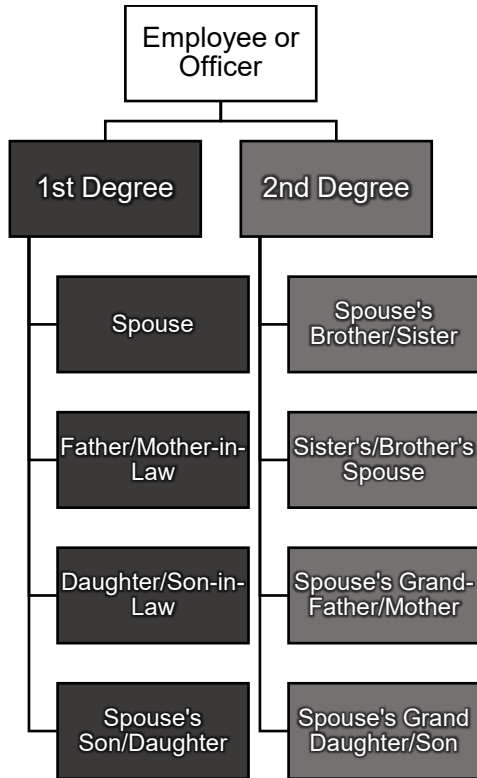 Employee or
Officer
1st Degree
2nd Degree
Spouse
Father/Mother-in-
Law
Daughter/Son-in-
Law
Spouse's
Son/Daughter
Spouse's
Brother/Sister
Sister's/Brother's
Spouse
Spouse's Grand-
Father/Mother
Spouse's Grand
Daughter/Son